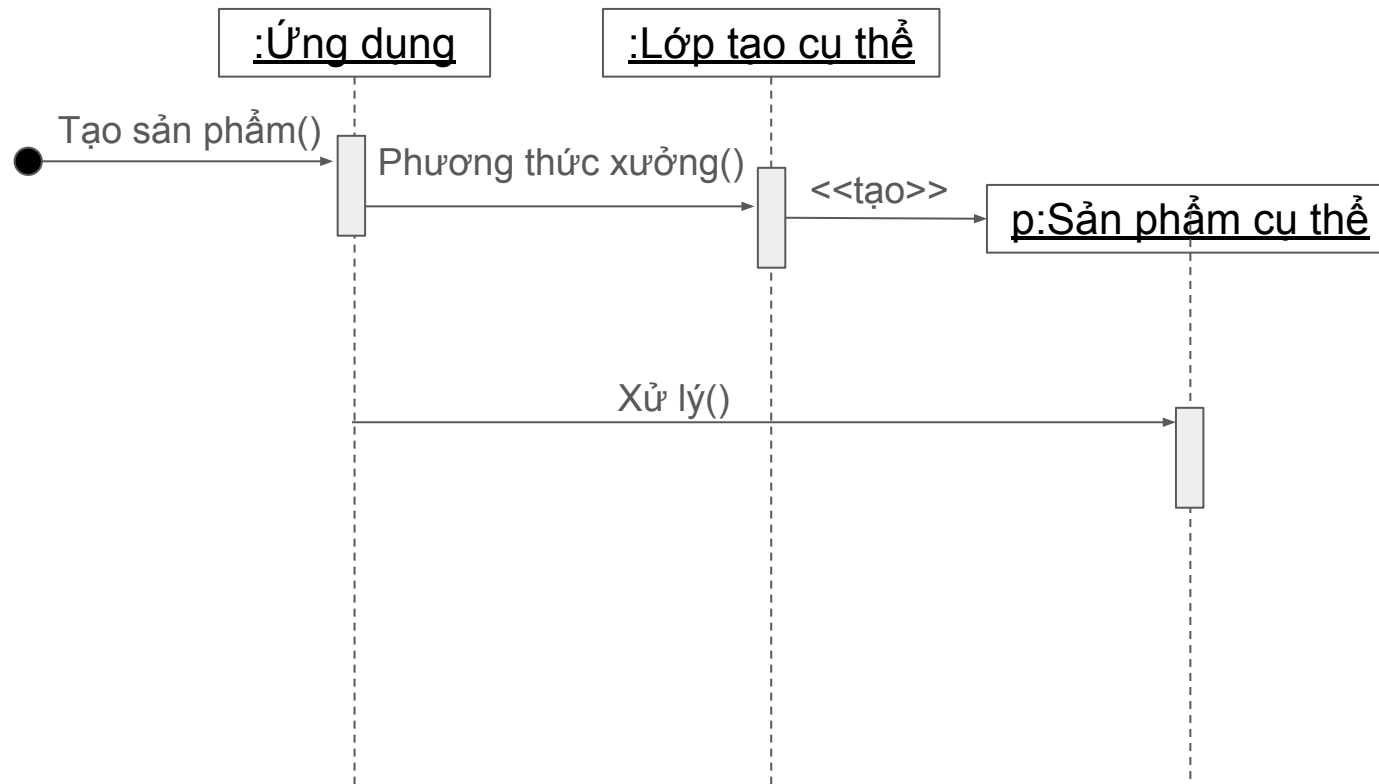 :Ứng dụng
:Lớp tạo cụ thể
Tạo sản phẩm()
Phương thức xưởng()
<<tạo>>
p:Sản phẩm cụ thể
Xử lý()